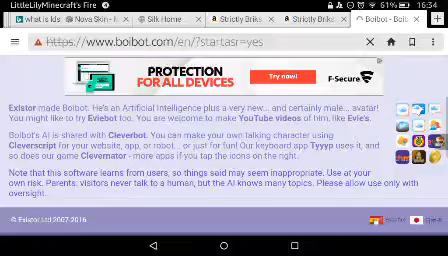 LittleLilyMinecraft's Fire
61%
16:34
what is lds
Nova Skin -
Silk Home
Strictly Briks
Strictly Briks
Boibot - Boib
https://www.boibot.com/en/?startasr=yes
PROTECTION
FOR ALL DEVICES
Try now!
F-Secure
Existor made Boibot. He's an Artificial Intelligence plus a very new... and certainly male... avatar!
You might like to try Eviebot too. You are welcome to make YouTube videos of him, like Evie's.
Boibot's AI is shared with Cleverbot. You can make your own talking character using
Cleverscript for your website, app, or robot... or just for fun! Our keyboard app Tyyyp uses it, and
so does our game Clevernator - more apps if you tap the icons on the right.
Note that this software learns from users, so things said may seem inappropriate. Use at your
own risk. Parents: visitors never talk to a human, but the AI knows many topics. Please allow use only with
oversight.
© Existor Ltd 2007-2016